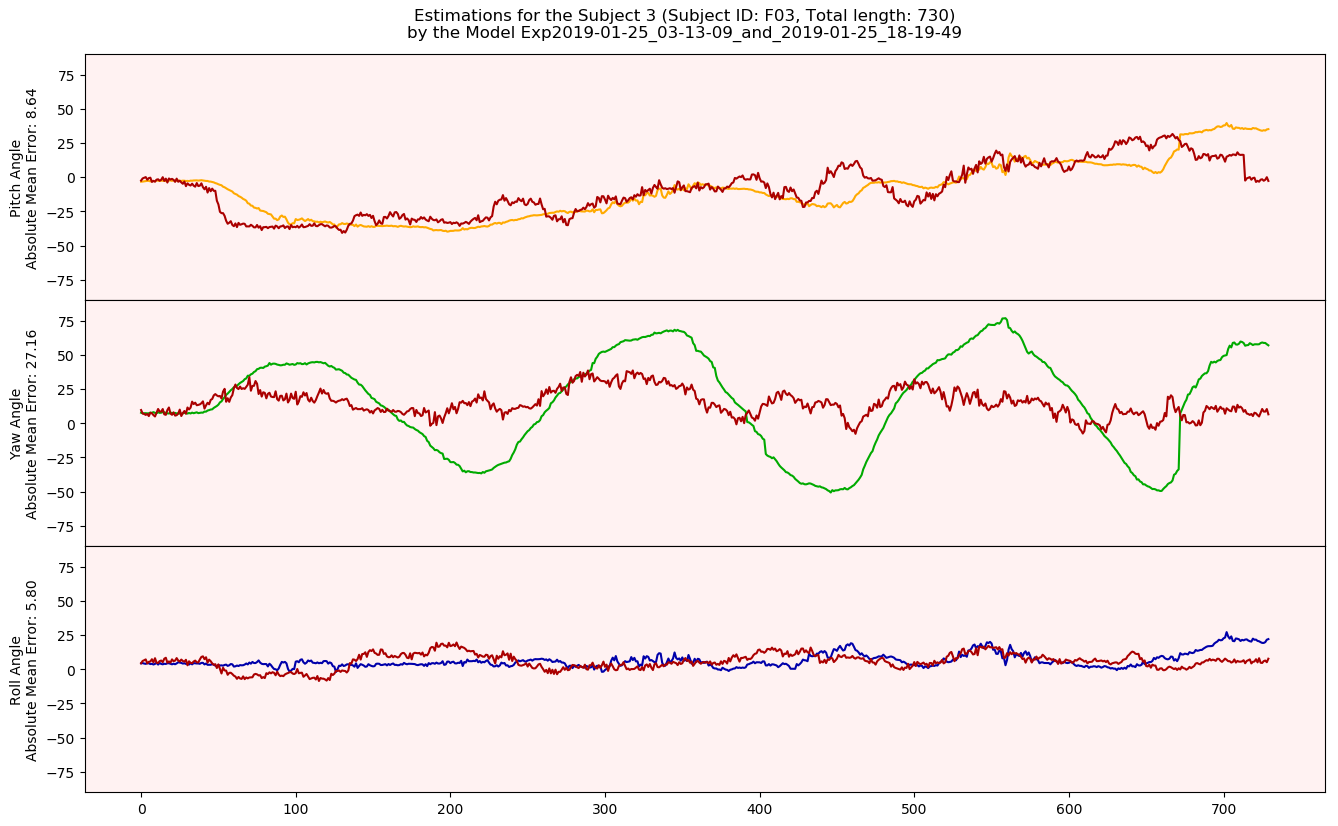 Estimations for the Subject 3 (Subject ID: F03, Total length: 730)
by the Model Exp2019-01-25_03-13-09_and_2019-01-25_18-19-49
Pitch Angle
Absolute Mean Error: 8.64
75
50
25
0
−25
−50
−75
Yaw Angle
Absolute Mean Error: 27.16
75
50
25
0
−25
−50
−75
Roll Angle
Absolute Mean Error: 5.80
75
50
25
0
−25
−50
−75
0 100 200 300 400 500 600 700